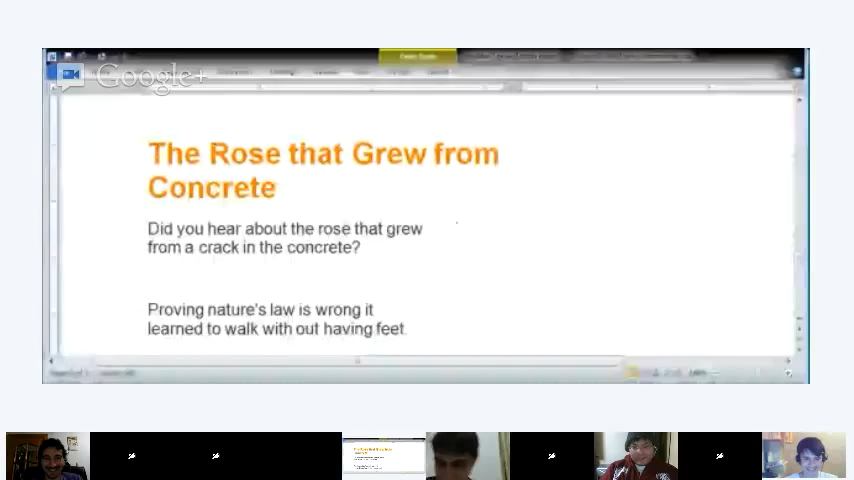 Google+
The Rose that Grew from
Concrete
Did you hear about the rose that grew
from a crack in the concrete?
Proving nature's law is wrong it
learned to walk with out having feet